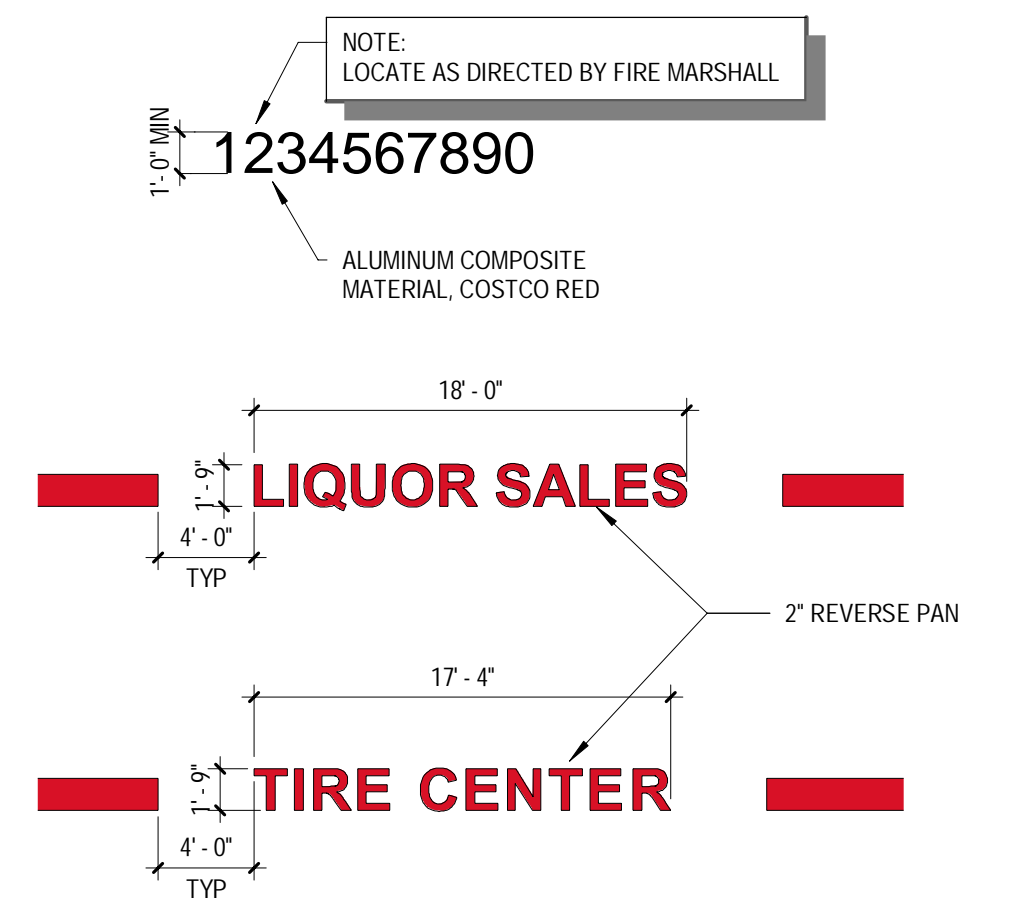 NOTE:
LOCATE AS DIRECTED BY FIRE MARSHALL
1'- 0" MIN
1234567890
ALUMINUM COMPOSITE
MATERIAL, COSTCO RED
18' - 0"
1' - 9"
LIQUOR SALES
4' - 0"
TYP
2" REVERSE PAN
17' - 4"
1' - 9"
TIRE CENTER
4' - 0"
TYP